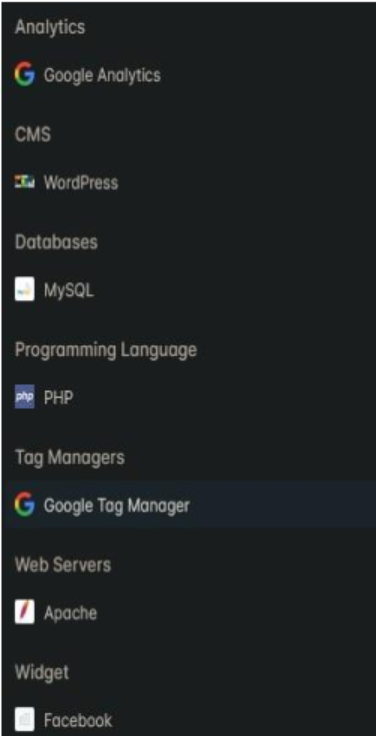 Analytics
Google Analytics
CMS
WordPress
Databases
MySQL
Programming Language
php PHP
Tag Managers
Google Tag Manager
Web Servers
Apache
Widget
Facebook